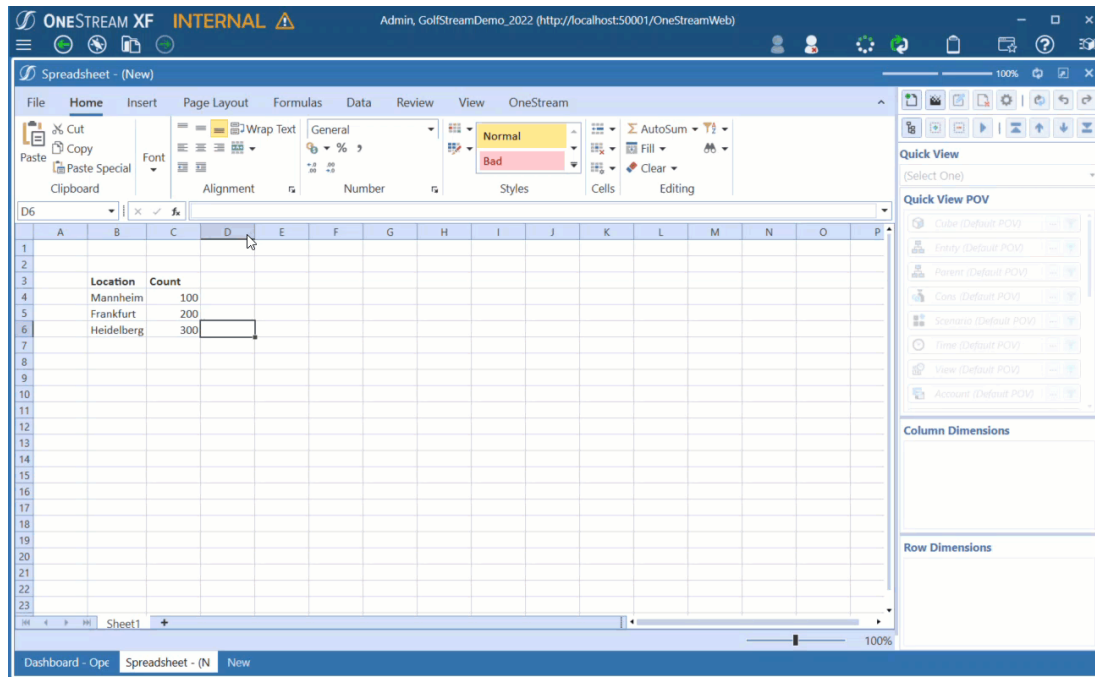 ONESTREAM XF INTERNAL
Admin, GolfStreamDemo_2022 (http://localhost:50001/OneStreamWeb)
Spreadsheet - (New)
100%
File Home Insert Page Layout Formulas Data Review View OneStream
Paste
Cut
Copy
Paste Special
Clipboard
Font
Wrap Text
Alignment
General
%
Number
Normal
Bad
Styles
Cells
AutoSum
Fill
Clear
Editing
D6
fx
A B C D E F G H I J K L M N O P
1
2
3 Location Count
4 Mannheim 100
5 Frankfurt 200
6 Heidelberg 300
7
8
9
10
11
12
13
14
15
16
17
18
19
20
21
22
23
Sheet1 +
100%
Quick View
(Select One)
Quick View POV
Cube (Default POV)
Entity (Default POV)
Parent (Default POV)
Cons (Default POV)
Scenario (Default POV)
Time (Default POV)
View (Default POV)
Account (Default POV)
Column Dimensions
Row Dimensions
Dashboard - Ope Spreadsheet - (N New